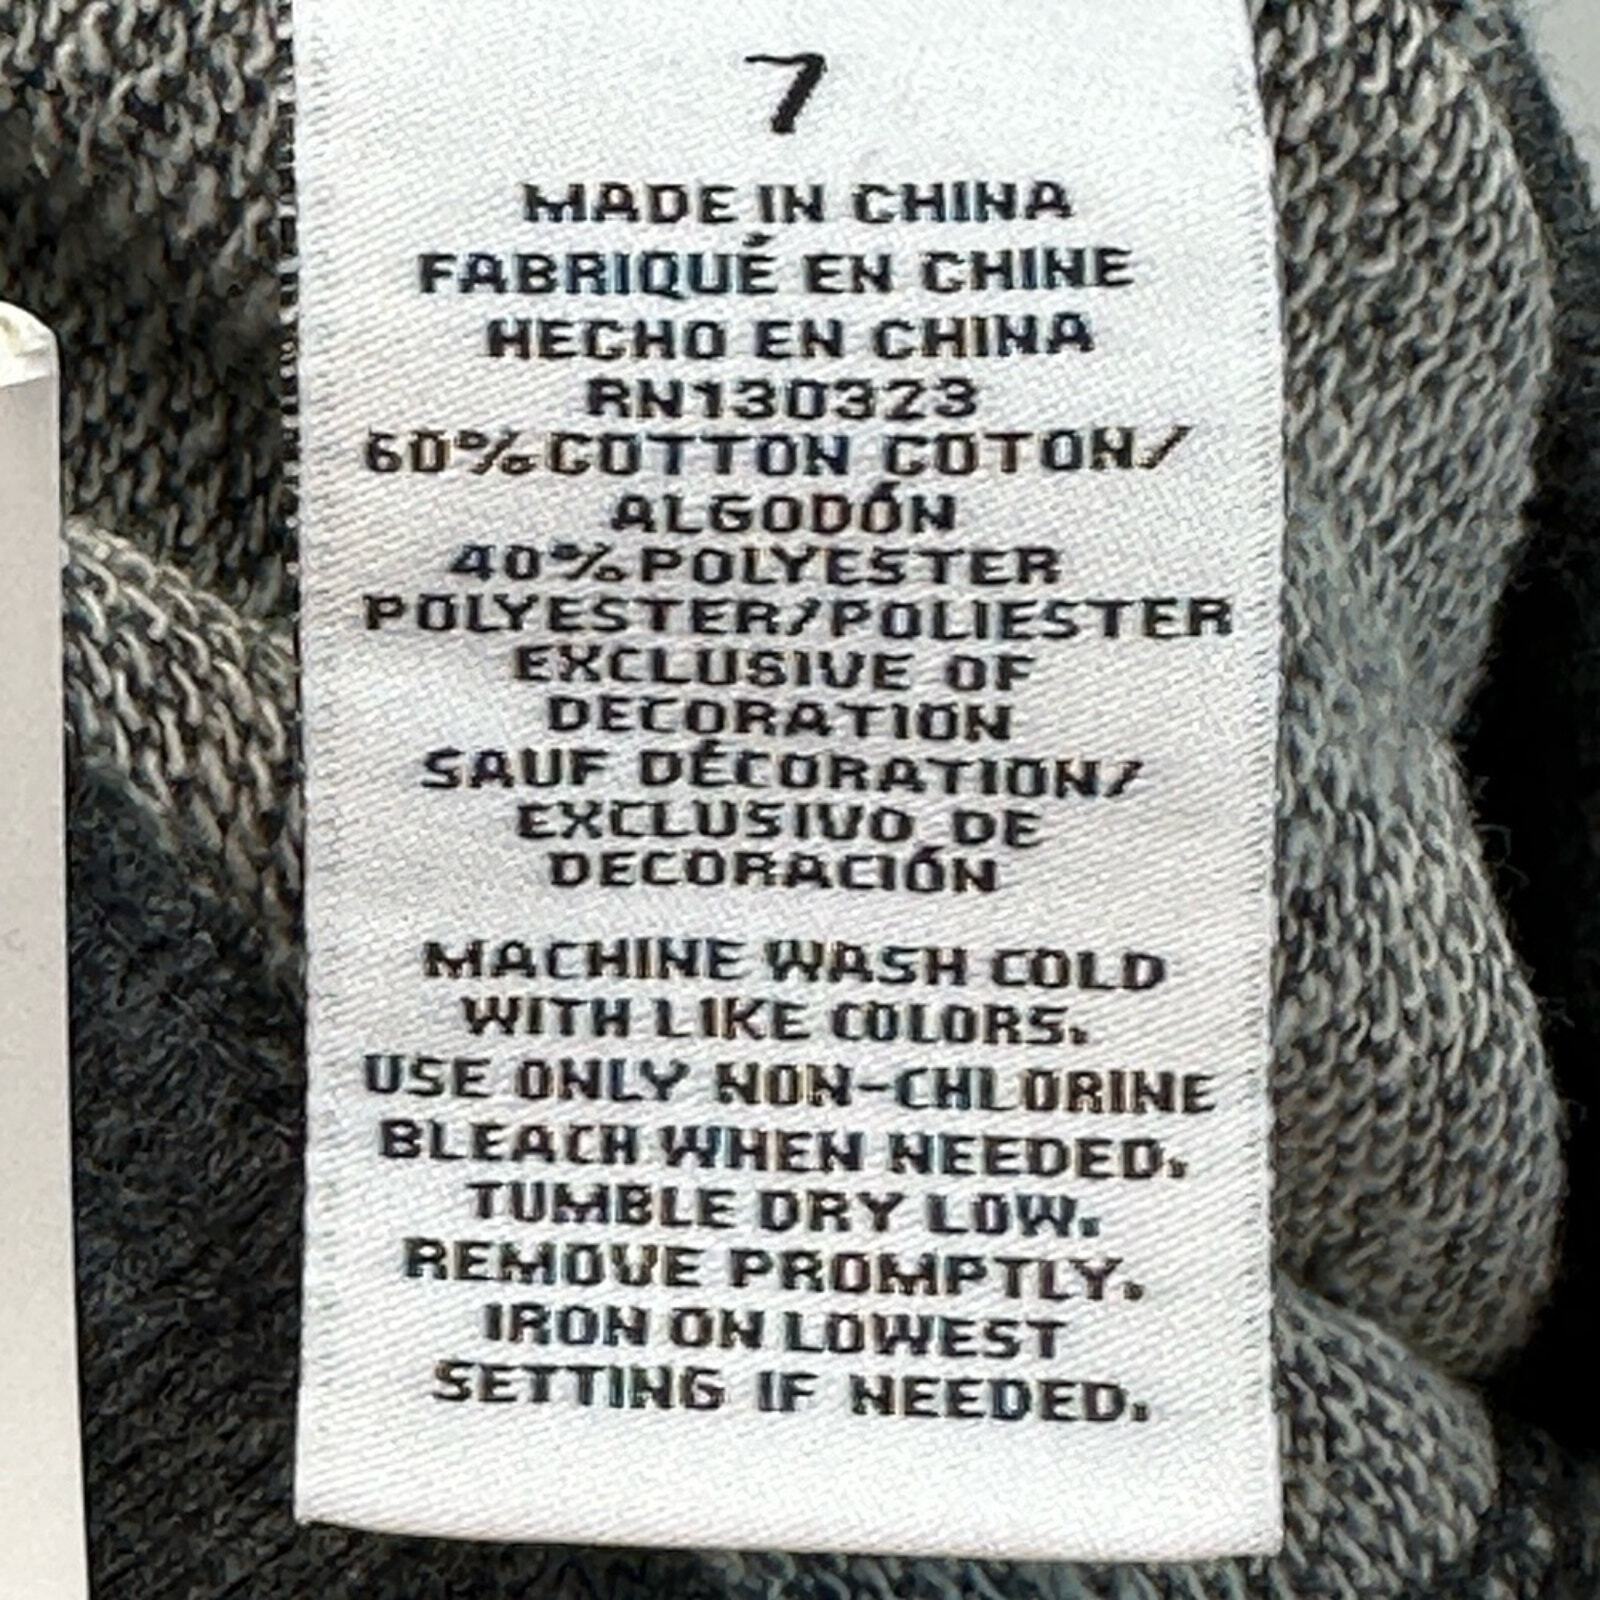 7
MADE IN CHINA
FABRIQUÉ EN CHINE
HECHO EN CHINA
RN130323
60%COTTON COTON/
ALGODÓN
40%POLYESTER
POLYESTER/POLIESTER
EXCLUSIVE OF
DECORATION
SAUF DÉCORATION/
EXCLUSIVO DE
DECORACIÓN
MACHINE WASH COLD
WITH LIKE COLORS.
USE ONLY NON-CHLORINE
BLEACH WHEN NEEDED.
TUMBLE DRY LOW.
REMOVE PROMPTLY.
IRON ON LOWEST
SETTING IF NEEDED.